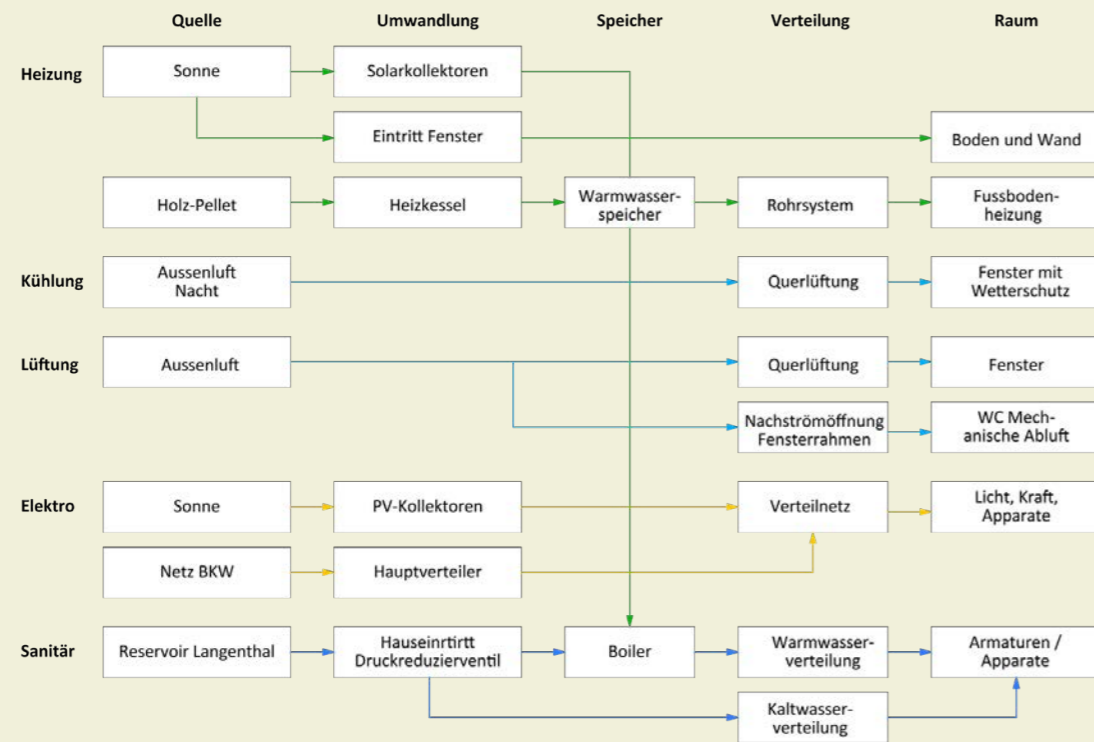 Quelle
Umwandlung
Speicher
Verteilung
Raum
Heizung
Sonne
Solarkollektoren
Eintritt Fenster
Boden und Wand
Holz-Pellet
Heizkessel
Warmwasser-
speicher
Rohrsystem
Fussboden-
heizung
Kühlung
Aussenluft
Nacht
Querlüftung
Fenster mit
Wetterschutz
Lüftung
Aussenluft
Querlüftung
Fenster
Nachströmöffnung
Fensterrahmen
WC Mech-
anische Abluft
Elektro
Sonne
PV-Kollektoren
Verteilnetz
Licht, Kraft,
Apparate
Netz BKW
Hauptverteiler
Sanitär
Reservoir Langenthal
Hauseinrtirtt
Druckreduzierventil
Boiler
Warmwasser-
verteilung
Armaturen /
Apparate
Kaltwasser-
verteilung